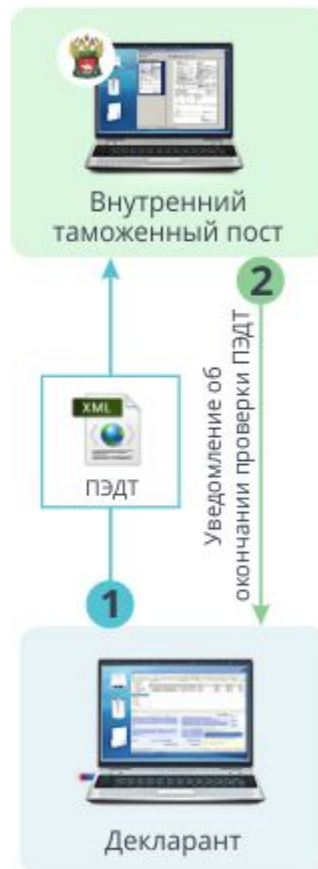 Внутренний
таможенный пост
2
Уведомление об
окончании проверки ПЭДТ
XML
ПЭДТ
1
Декларант